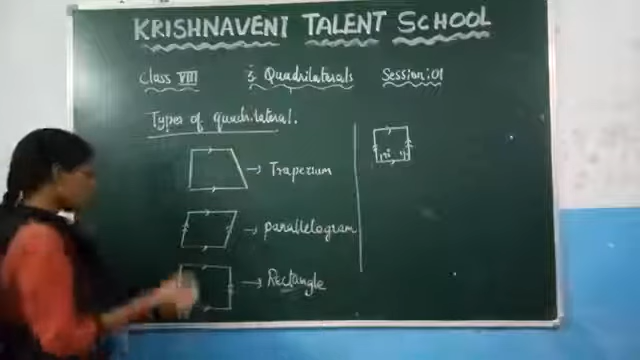 KRISHNAVENI TALENT SCHOOL
Class VIII 3. Quadrilaterals Session: 01
Types of quadrilateral.
→ Trapezium
→ parallelogram
→ Rectangle